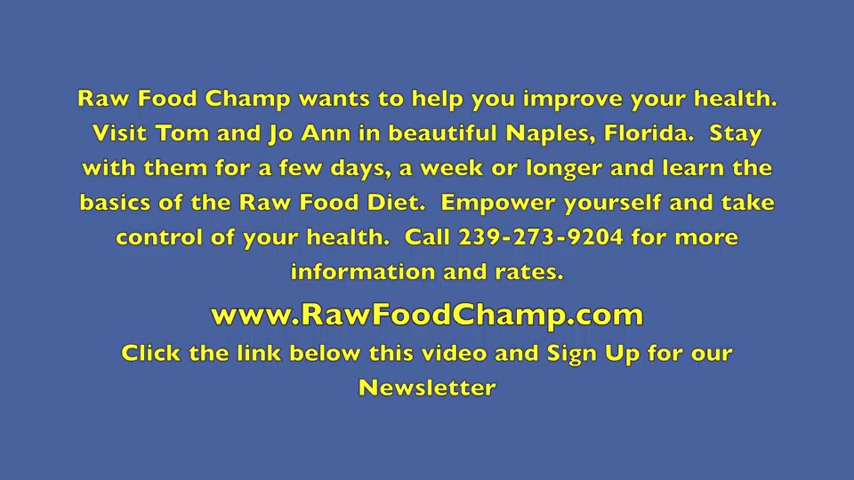 Raw Food Champ wants to help you improve your health.
Visit Tom and Jo Ann in beautiful Naples, Florida.  Stay
with them for a few days, a week or longer and learn the
basics of the Raw Food Diet.  Empower yourself and take
control of your health.  Call 239-273-9204 for more
information and rates.
www.RawFoodChamp.com
Click the link below this video and Sign Up for our
Newsletter